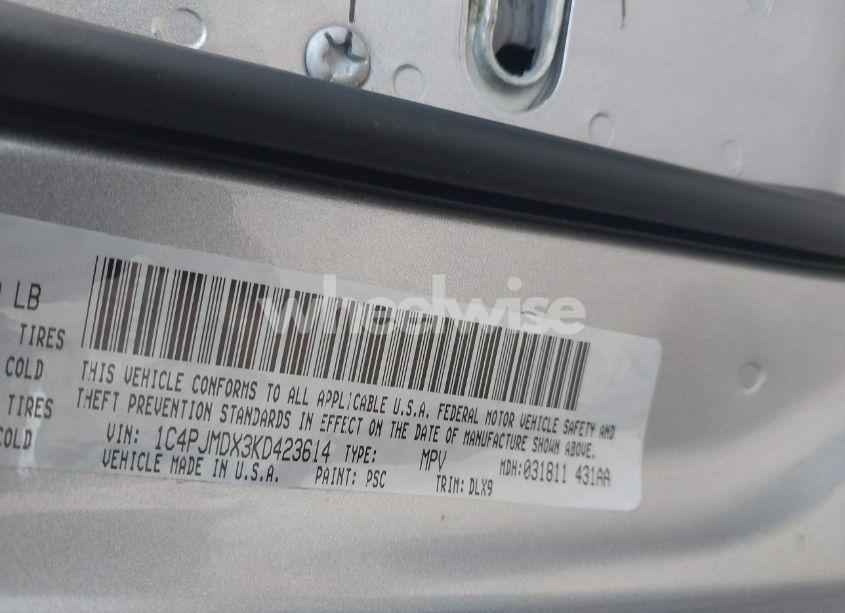 LB
TIRES
COLD
TIRES
COLD
wheelwise
THIS VEHICLE CONFORMS TO ALL APPLICABLE U.S.A. FEDERAL MOTOR VEHICLE SAFETY AND
THEFT PREVENTION STANDARDS IN EFFECT ON THE DATE OF MANUFACTURE SHOWN ABOVE.
VIN: 1C4PJMDX3KD423614 TYPE: MPV MDH:031811 431AA
VEHICLE MADE IN U.S.A. PAINT: PSC TRIM: DLX9